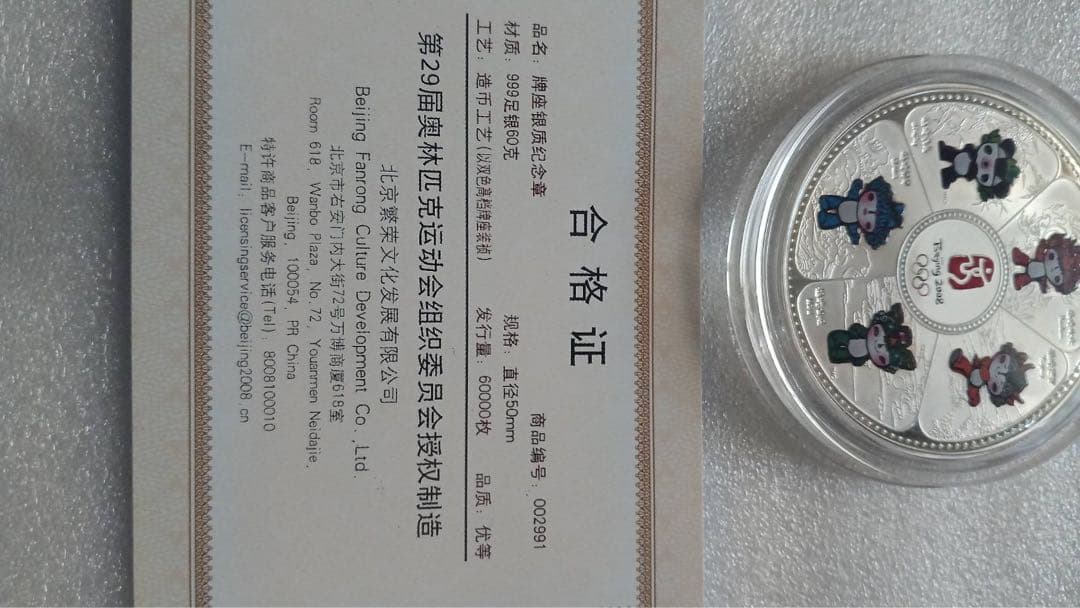 合格证
商品编号：002991
品名：牌座银质纪念章
材质：999足银60克 规格：直径50mm
工艺：造币工艺(以双色高档牌座装帧) 发行量：60000枚 品质：优等
第29届奥林匹克运动会组织委员会授权制造
北京繁荣文化发展有限公司
Beijing Fanrong Culture Development Co.,Ltd.
北京市右安门内大街72号万博商厦618室
Room 618, Wanbo Plaza, No.72, Youanmen Neidajie,
Beijing, 100054, PR China
特许商品客户服务电话(Tel)：8008100010
E-mail：licensingservice@beijing2008.cn
Beijing 2008